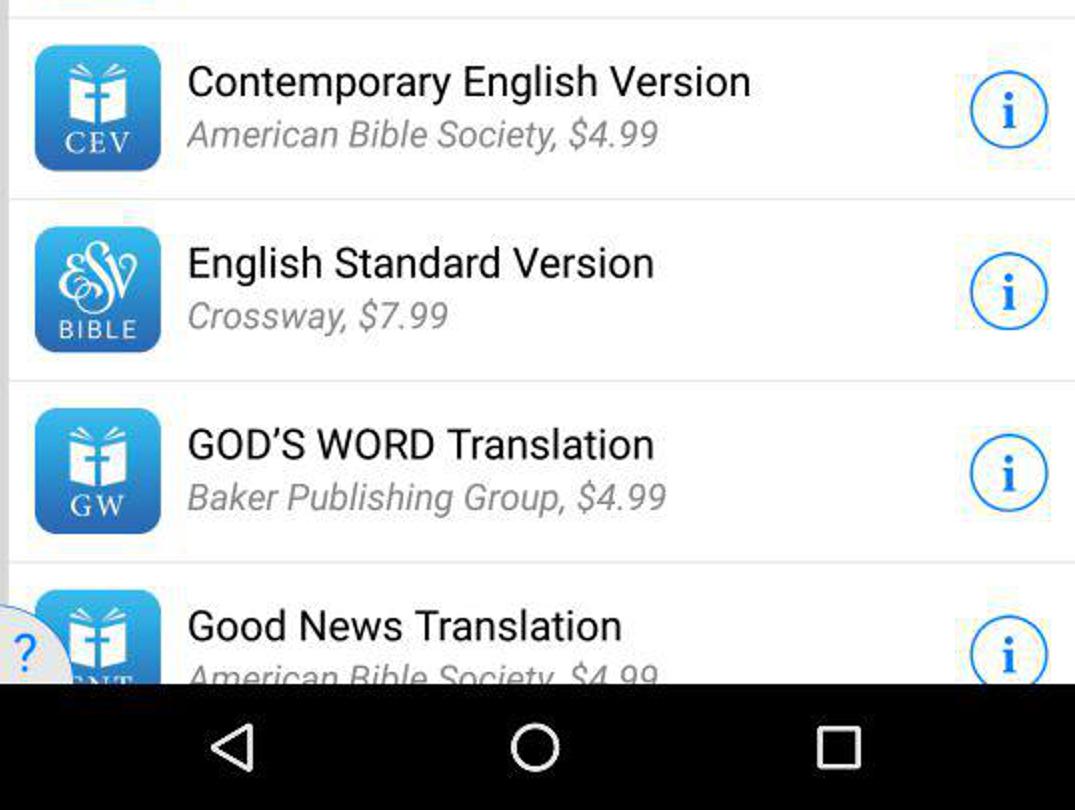 CEV
Contemporary English Version
American Bible Society, $4.99
i
ESV
BIBLE
English Standard Version
Crossway, $7.99
i
GW
GOD’S WORD Translation
Baker Publishing Group, $4.99
i
?
GNT
Good News Translation
American Bible Society, $4.99
i